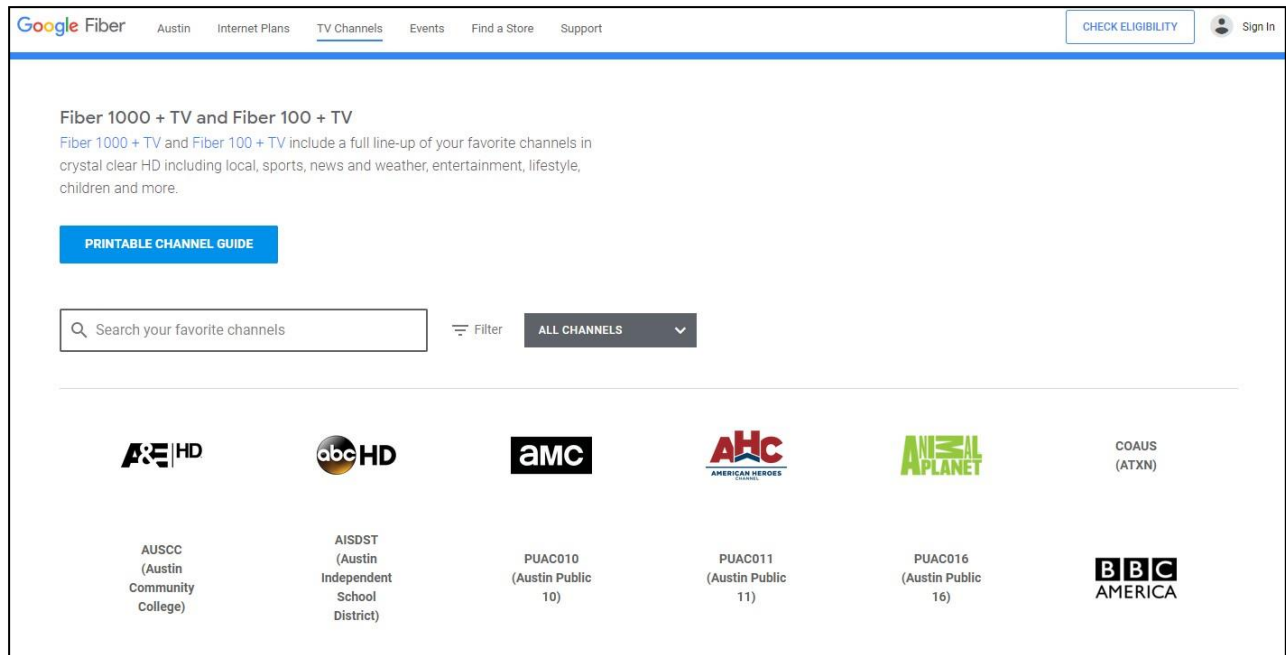 Google Fiber Austin Internet Plans TV Channels Events Find a Store Support CHECK ELIGIBILITY Sign In
Fiber 1000 + TV and Fiber 100 + TV
Fiber 1000 + TV and Fiber 100 + TV include a full line-up of your favorite channels in
crystal clear HD including local, sports, news and weather, entertainment, lifestyle,
children and more.
PRINTABLE CHANNEL GUIDE
Search your favorite channels Filter ALL CHANNELS
A&E HD
abc HD
aMC
AHC
AMERICAN HEROES
CHANNEL
ANIMAL
PLANET
COAUS
(ATXN)
AUSCC
(Austin
Community
College)
AISDST
(Austin
Independent
School
District)
PUAC010
(Austin Public
10)
PUAC011
(Austin Public
11)
PUAC016
(Austin Public
16)
BBC
AMERICA